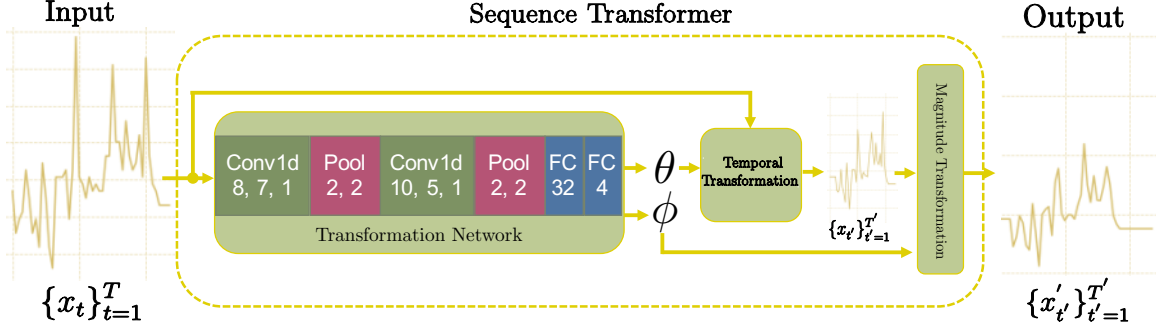 Input
Sequence Transformer
Output
Conv1d
8, 7, 1
Pool
2, 2
Conv1d
10, 5, 1
Pool
2, 2
FC
32
FC
4
Transformation Network
θ
ϕ
Temporal
Transformation
{x_{t'}}_{t'=1}^{T'}
Magnitude Transformation
{x_t}_{t=1}^{T}
{x'_{t'}}_{t'=1}^{T'}